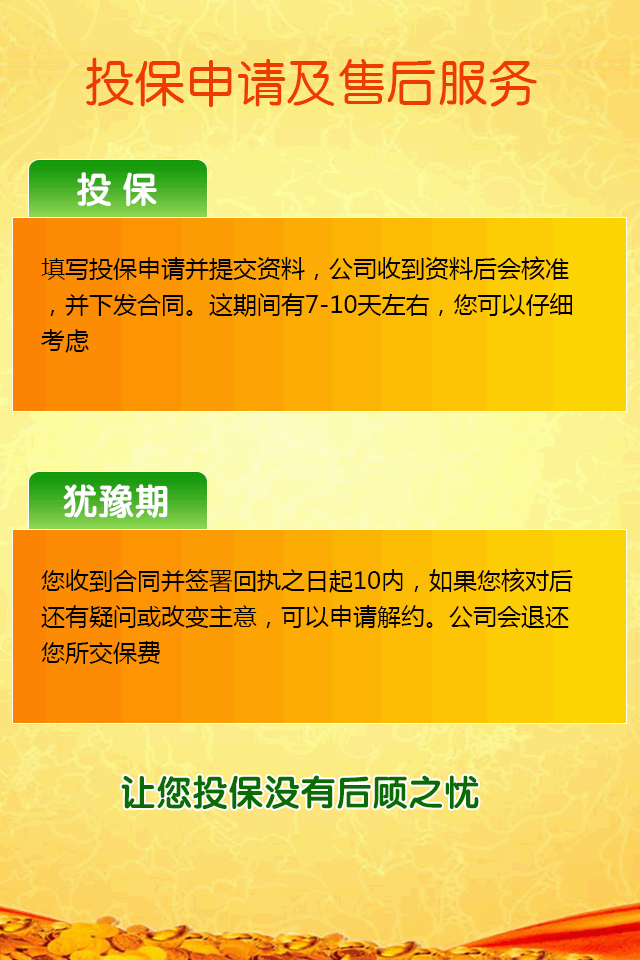 投保申请及售后服务
投保
填写投保申请并提交资料，公司收到资料后会核准
，并下发合同。这期间有7-10天左右，您可以仔细
考虑
犹豫期
您收到合同并签署回执之日起10内，如果您核对后
还有疑问或改变主意，可以申请解约。公司会退还
您所交保费
让您投保没有后顾之忧